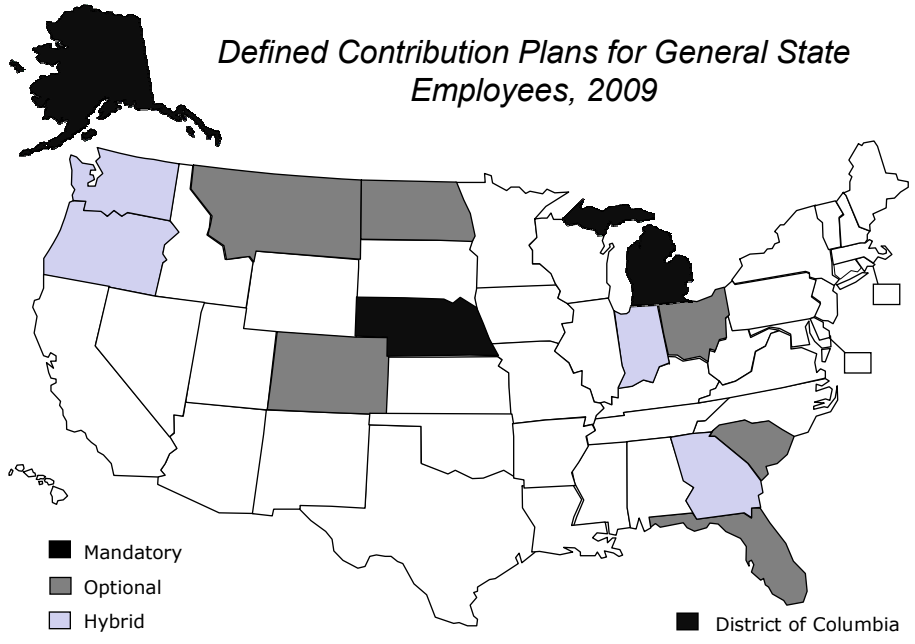 Defined Contribution Plans for General State
Employees, 2009
Mandatory
Optional
Hybrid
District of Columbia